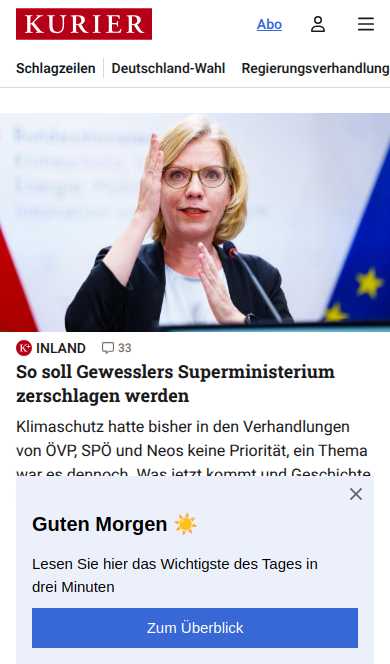 KURIER
Abo
Schlagzeilen
Deutschland-Wahl
Regierungsverhandlung
K+ INLAND
33
So soll Gewesslers Superministerium
zerschlagen werden
Klimaschutz hatte bisher in den Verhandlungen
von ÖVP, SPÖ und Neos keine Priorität, ein Thema
war es dennoch. Was jetzt kommt und Geschichte
Guten Morgen ☀️
Lesen Sie hier das Wichtigste des Tages in
drei Minuten
Zum Überblick